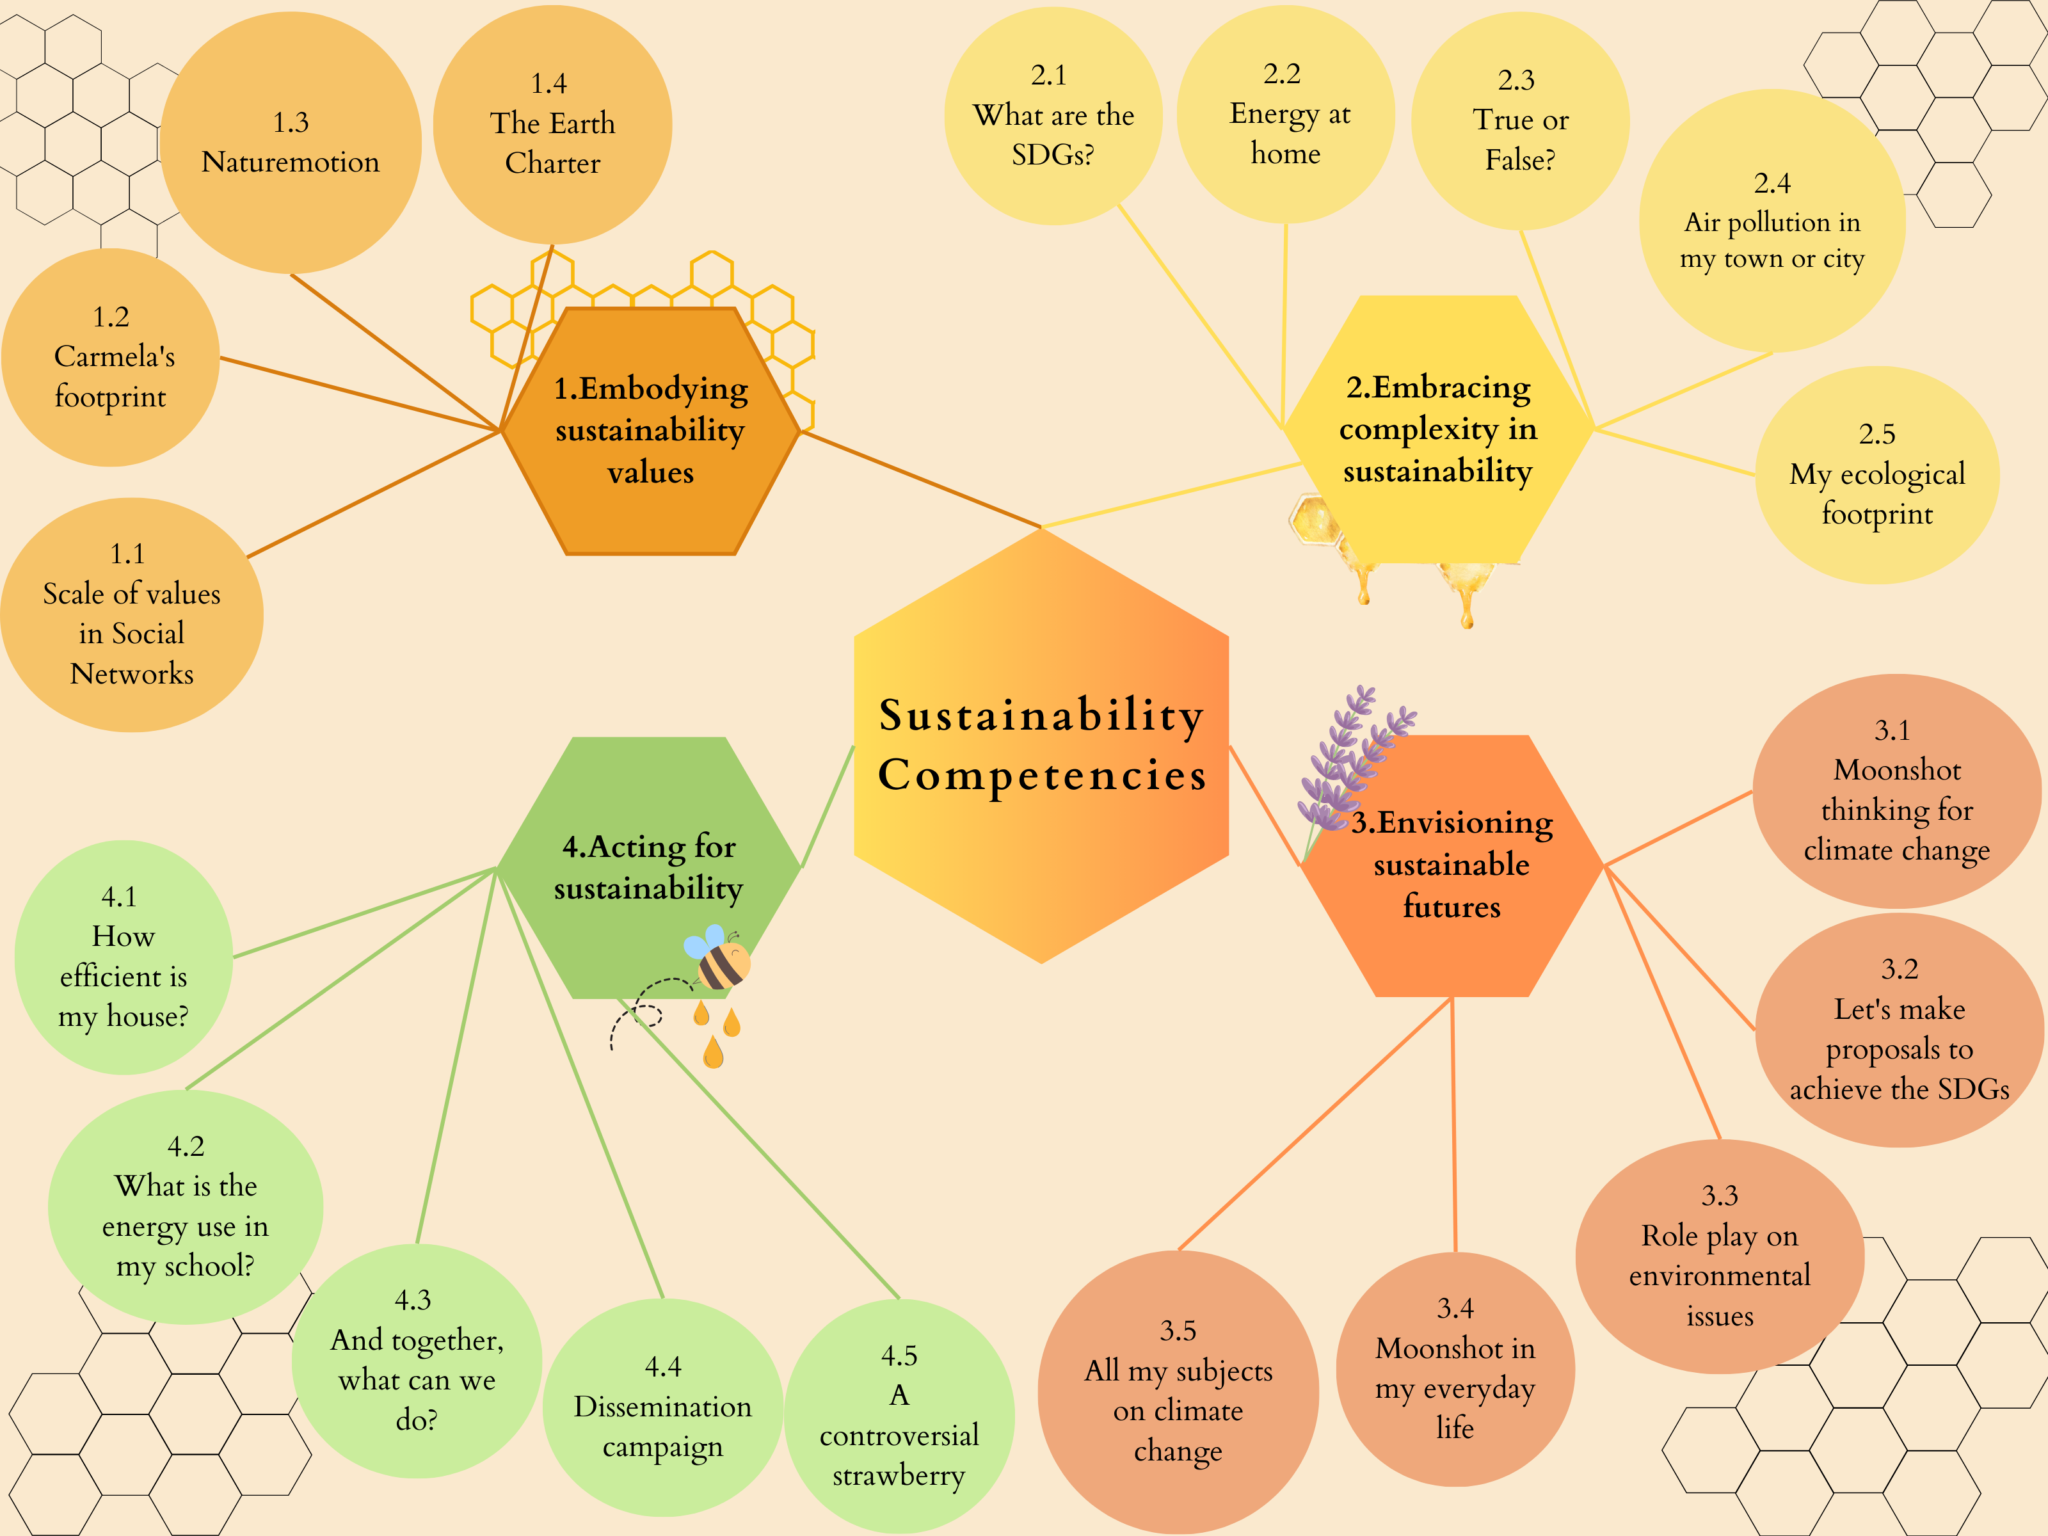 Sustainability
Competencies
1.Embodying
sustainability
values
1.1
Scale of values
in Social
Networks
1.2
Carmela's
footprint
1.3
Naturemotion
1.4
The Earth
Charter
2.Embracing
complexity in
sustainability
2.1
What are the
SDGs?
2.2
Energy at
home
2.3
True or
False?
2.4
Air pollution in
my town or city
2.5
My ecological
footprint
3.Envisioning
sustainable
futures
3.1
Moonshot
thinking for
climate change
3.2
Let's make
proposals to
achieve the SDGs
3.3
Role play on
environmental
issues
3.4
Moonshot in
my everyday
life
3.5
All my subjects
on climate
change
4.Acting for
sustainability
4.1
How
efficient is
my house?
4.2
What is the
energy use in
my school?
4.3
And together,
what can we
do?
4.4
Dissemination
campaign
4.5
A
controversial
strawberry